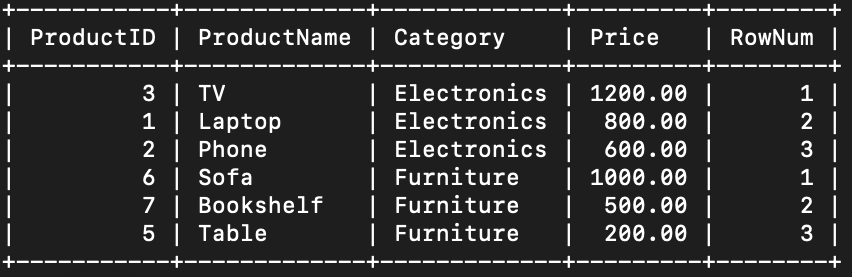 +-----------+-------------+-------------+---------+--------+
| ProductID | ProductName | Category    | Price   | RowNum |
+-----------+-------------+-------------+---------+--------+
|         3 | TV          | Electronics | 1200.00 |      1 |
|         1 | Laptop      | Electronics |  800.00 |      2 |
|         2 | Phone       | Electronics |  600.00 |      3 |
|         6 | Sofa        | Furniture   | 1000.00 |      1 |
|         7 | Bookshelf   | Furniture   |  500.00 |      2 |
|         5 | Table       | Furniture   |  200.00 |      3 |
+-----------+-------------+-------------+---------+--------+